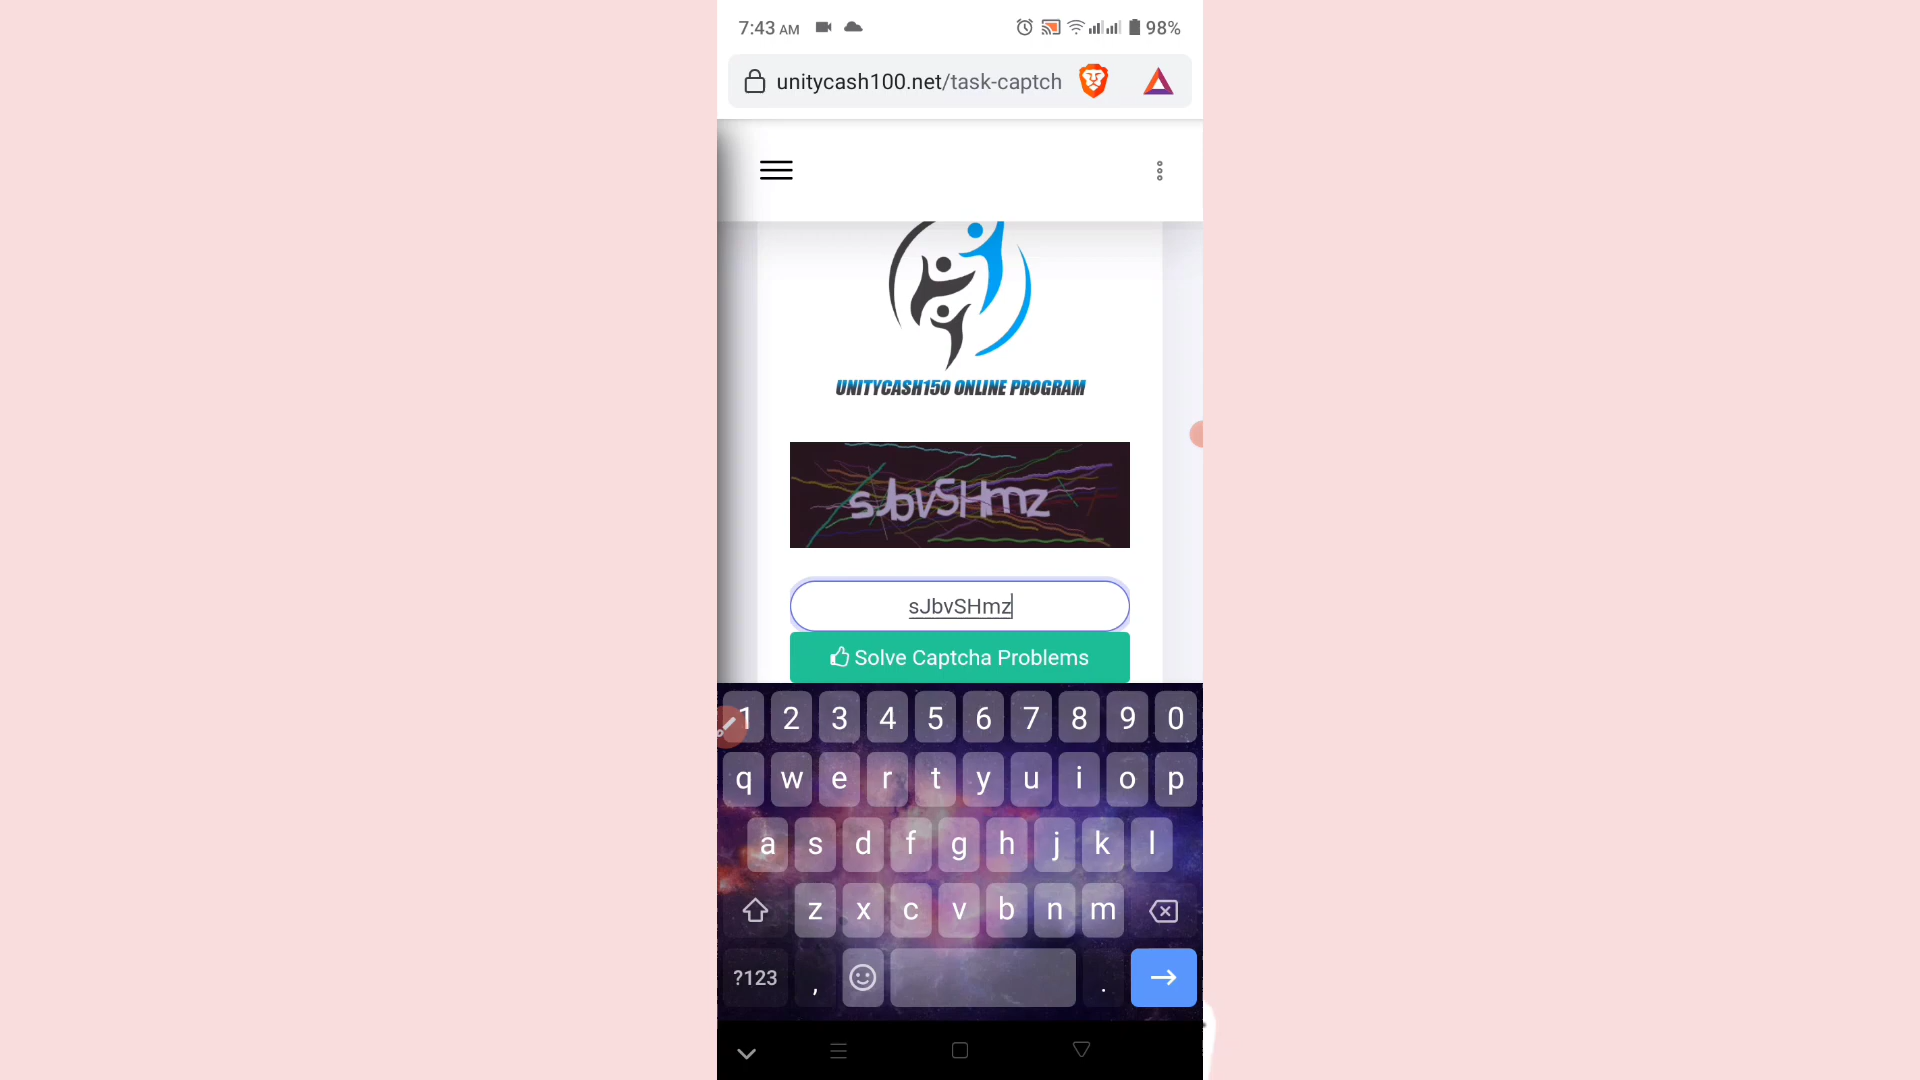 7:43 AM 98%
unitycash100.net/task-captch
UNITYCASH150 ONLINE PROGRAM
sJbvSHmz
sJbvSHmz
Solve Captcha Problems
1 2 3 4 5 6 7 8 9 0
q w e r t y u i o p
a s d f g h j k l
z x c v b n m
?123 , .